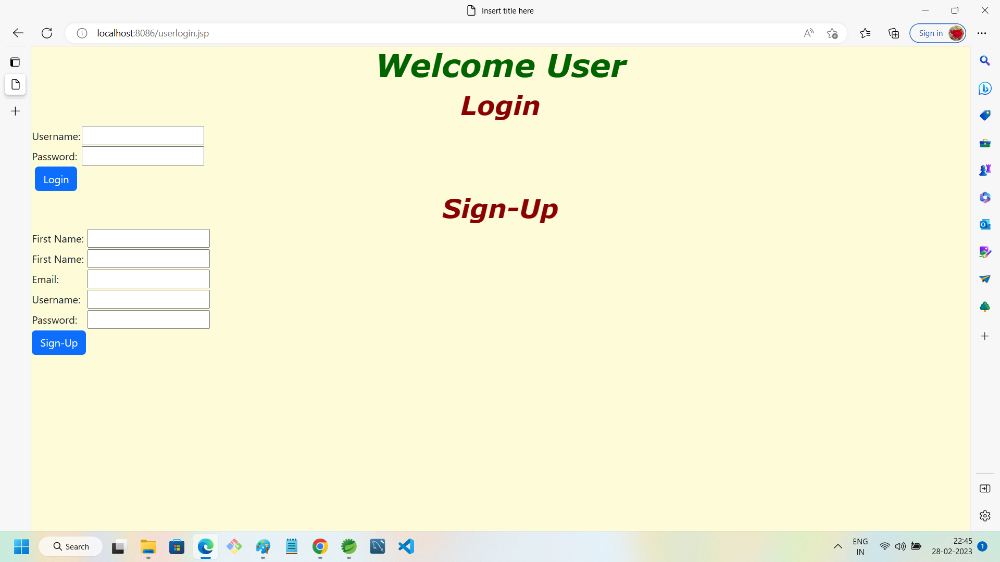 Insert title here
localhost:8086/userlogin.jsp
Sign in
Welcome User
Login
Username:
Password:
Login
Sign-Up
First Name:
First Name:
Email:
Username:
Password:
Sign-Up
Search
ENG
IN
22:45
28-02-2023
1